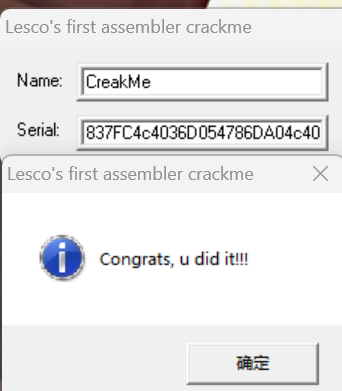 Lesco's first assembler crackme
Name: CreakMe
Serial: 837FC4c4036D054786DA04c40
Lesco's first assembler crackme
Congrats, u did it!!!
确定